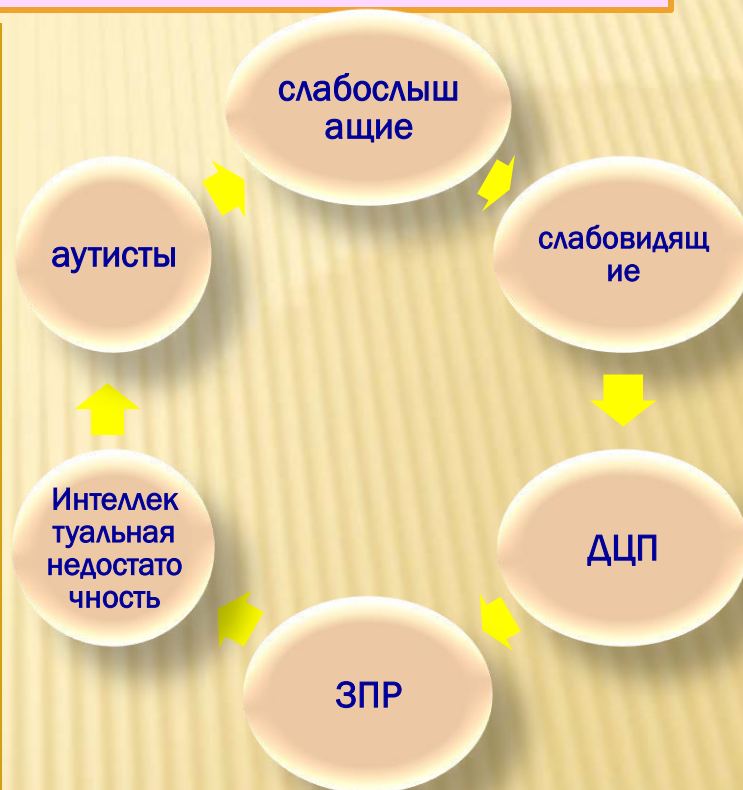 слабослыш
ащие
слабовидящ
ие
ДЦП
ЗПР
Интеллек
туальная
недостато
чность
аутисты